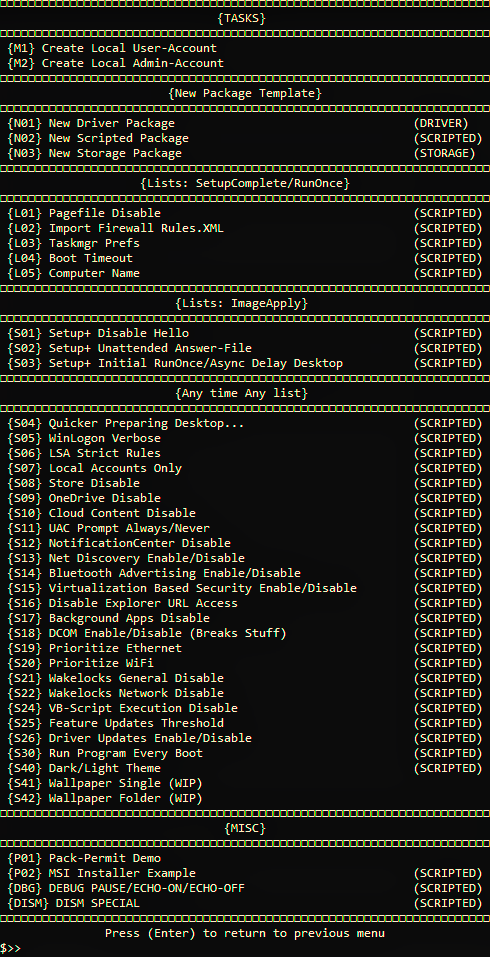 {TASKS}
{M1} Create Local User-Account
{M2} Create Local Admin-Account
{New Package Template}
{N01} New Driver Package (DRIVER)
{N02} New Scripted Package (SCRIPTED)
{N03} New Storage Package (STORAGE)
{Lists: SetupComplete/RunOnce}
{L01} Pagefile Disable (SCRIPTED)
{L02} Import Firewall Rules.XML (SCRIPTED)
{L03} Taskmgr Prefs (SCRIPTED)
{L04} Boot Timeout (SCRIPTED)
{L05} Computer Name (SCRIPTED)
{Lists: ImageApply}
{S01} Setup+ Disable Hello (SCRIPTED)
{S02} Setup+ Unattended Answer-File (SCRIPTED)
{S03} Setup+ Initial RunOnce/Async Delay Desktop (SCRIPTED)
{Any time Any list}
{S04} Quicker Preparing Desktop... (SCRIPTED)
{S05} WinLogon Verbose (SCRIPTED)
{S06} LSA Strict Rules (SCRIPTED)
{S07} Local Accounts Only (SCRIPTED)
{S08} Store Disable (SCRIPTED)
{S09} OneDrive Disable (SCRIPTED)
{S10} Cloud Content Disable (SCRIPTED)
{S11} UAC Prompt Always/Never (SCRIPTED)
{S12} NotificationCenter Disable (SCRIPTED)
{S13} Net Discovery Enable/Disable (SCRIPTED)
{S14} Bluetooth Advertising Enable/Disable (SCRIPTED)
{S15} Virtualization Based Security Enable/Disable (SCRIPTED)
{S16} Disable Explorer URL Access (SCRIPTED)
{S17} Background Apps Disable (SCRIPTED)
{S18} DCOM Enable/Disable (Breaks Stuff) (SCRIPTED)
{S19} Prioritize Ethernet (SCRIPTED)
{S20} Prioritize WiFi (SCRIPTED)
{S21} Wakelocks General Disable (SCRIPTED)
{S22} Wakelocks Network Disable (SCRIPTED)
{S24} VB-Script Execution Disable (SCRIPTED)
{S25} Feature Updates Threshold (SCRIPTED)
{S26} Driver Updates Enable/Disable (SCRIPTED)
{S30} Run Program Every Boot (SCRIPTED)
{S40} Dark/Light Theme (SCRIPTED)
{S41} Wallpaper Single (WIP)
{S42} Wallpaper Folder (WIP)
{MISC}
{P01} Pack-Permit Demo
{P02} MSI Installer Example (SCRIPTED)
{DBG} DEBUG PAUSE/ECHO-ON/ECHO-OFF (SCRIPTED)
{DISM} DISM SPECIAL (SCRIPTED)
Press (Enter) to return to previous menu
$>>